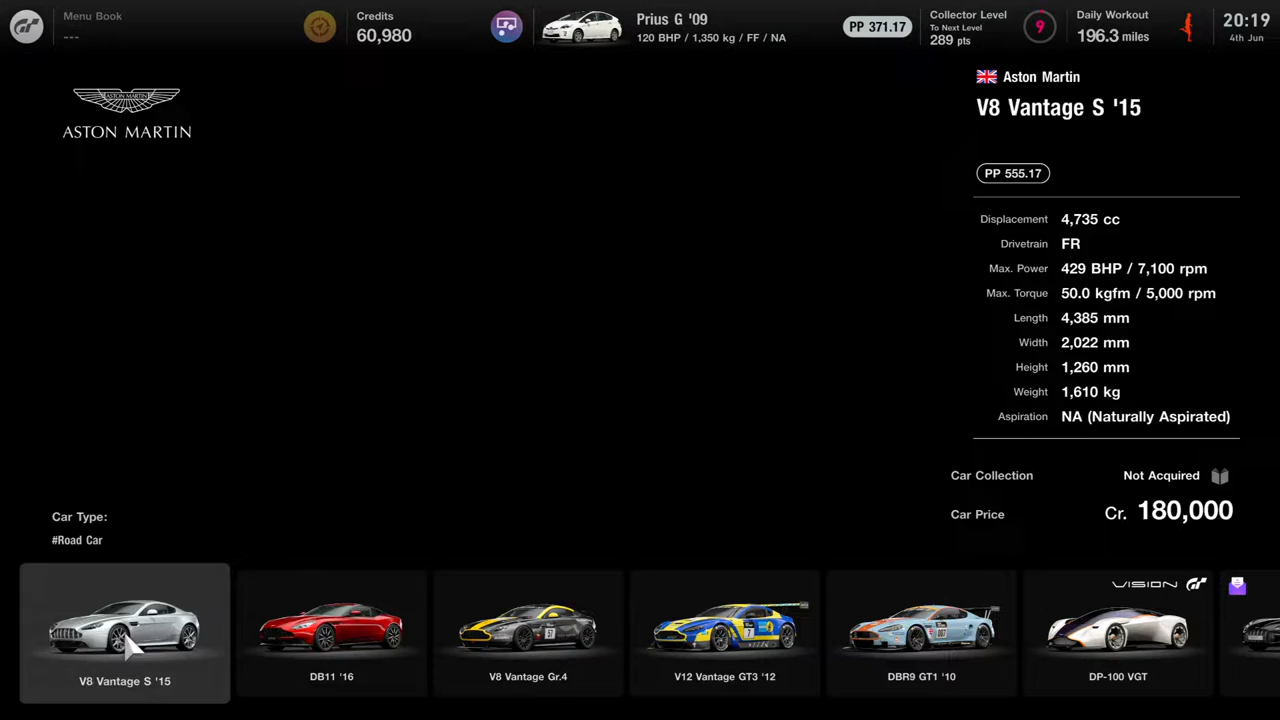 Menu Book
---
Credits
60,980
Prius G '09
120 BHP / 1,350 kg / FF / NA
PP 371.17
Collector Level
To Next Level
289 pts
9
Daily Workout
196.3 miles
20:19
4th Jun
ASTON MARTIN
ASTON MARTIN
Aston Martin
V8 Vantage S '15
PP 555.17
Displacement 4,735 cc
Drivetrain FR
Max. Power 429 BHP / 7,100 rpm
Max. Torque 50.0 kgfm / 5,000 rpm
Length 4,385 mm
Width 2,022 mm
Height 1,260 mm
Weight 1,610 kg
Aspiration NA (Naturally Aspirated)
Car Collection Not Acquired
Car Price Cr. 180,000
Car Type:
#Road Car
V8 Vantage S '15
DB11 '16
57
V8 Vantage Gr.4
7
V12 Vantage GT3 '12
007
DBR9 GT1 '10
VISION GT
DP-100 VGT